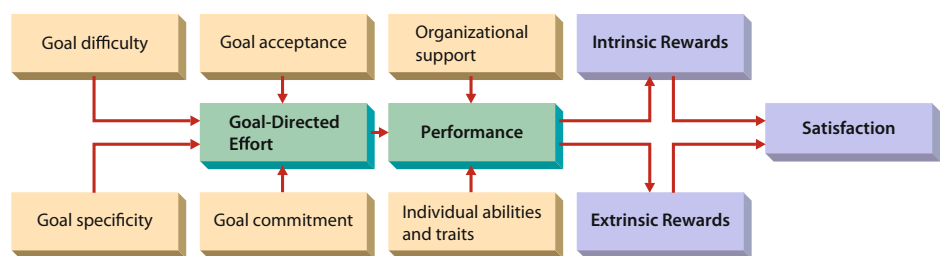 Goal difficulty
Goal acceptance
Organizational
support
Intrinsic Rewards
Goal-Directed
Effort
Performance
Satisfaction
Goal specificity
Goal commitment
Individual abilities
and traits
Extrinsic Rewards